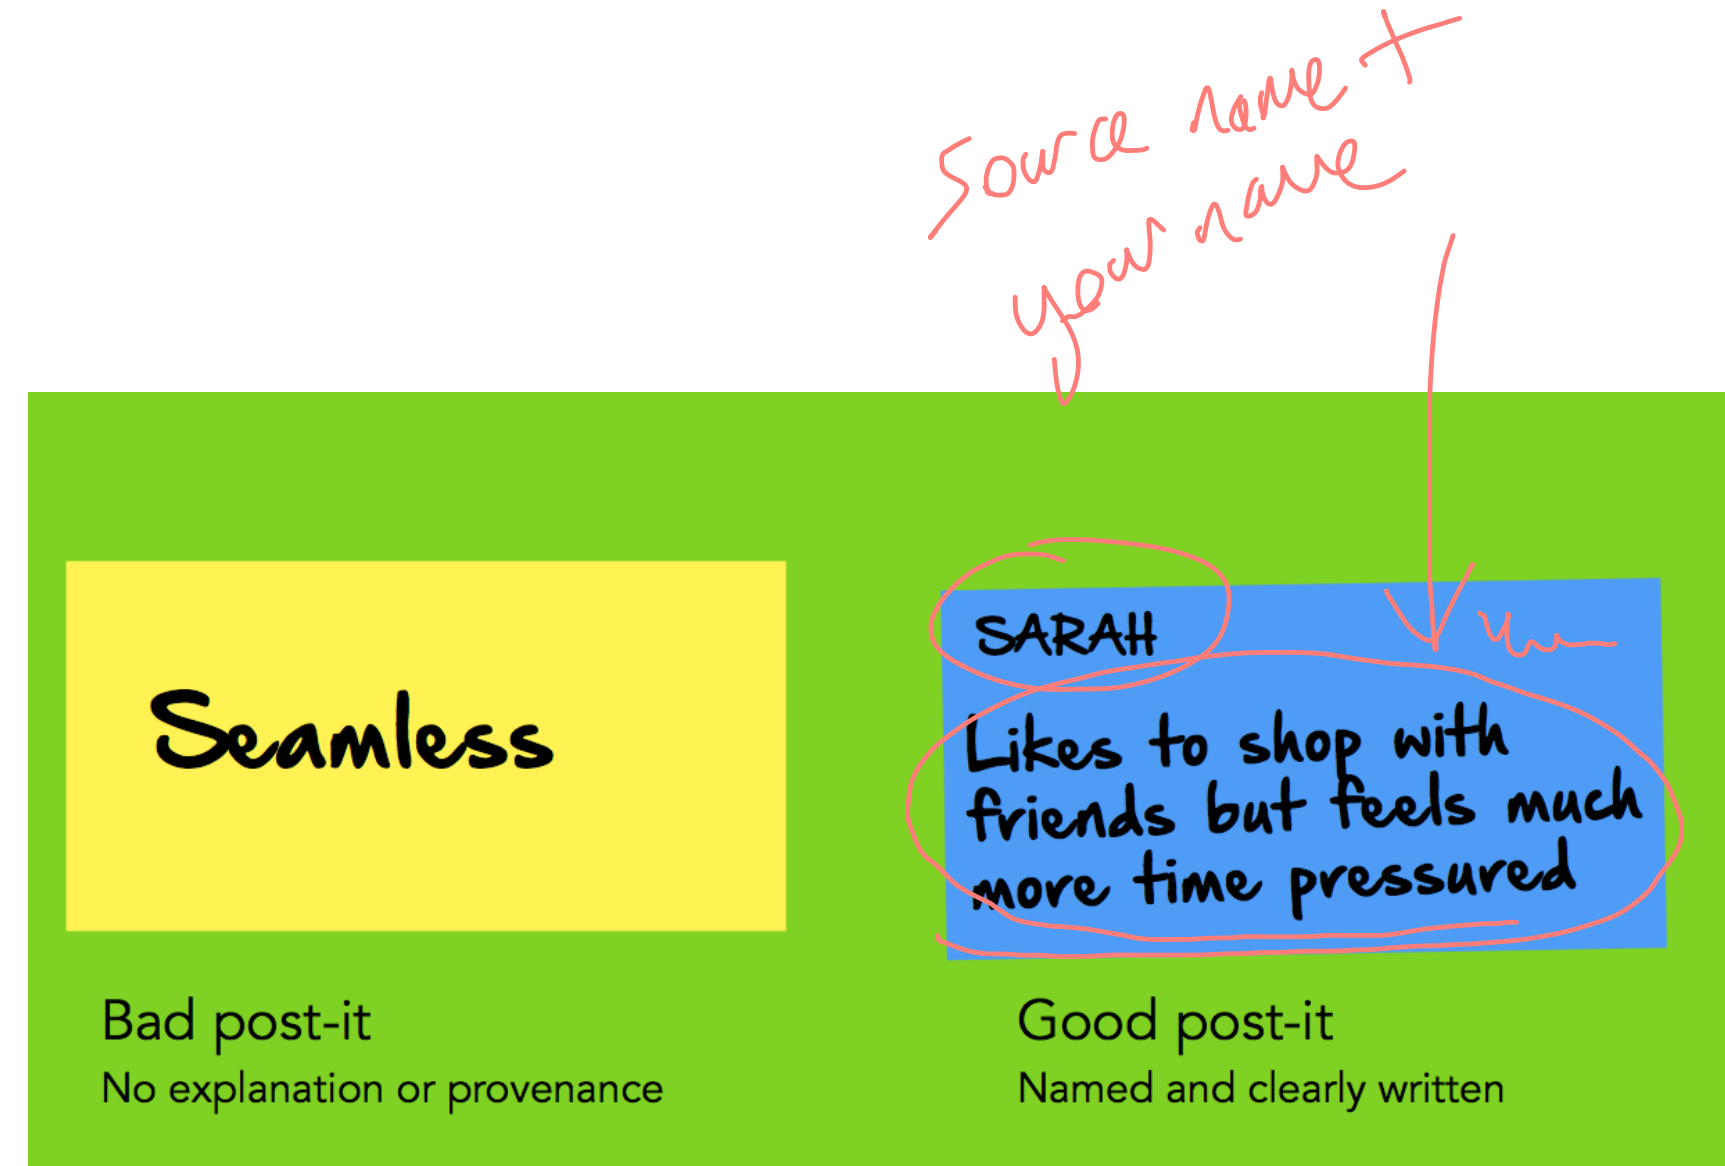 Source name +
your name
Seamless
Bad post-it
No explanation or provenance
SARAH
Likes to shop with
friends but feels much
more time pressured
Good post-it
Named and clearly written